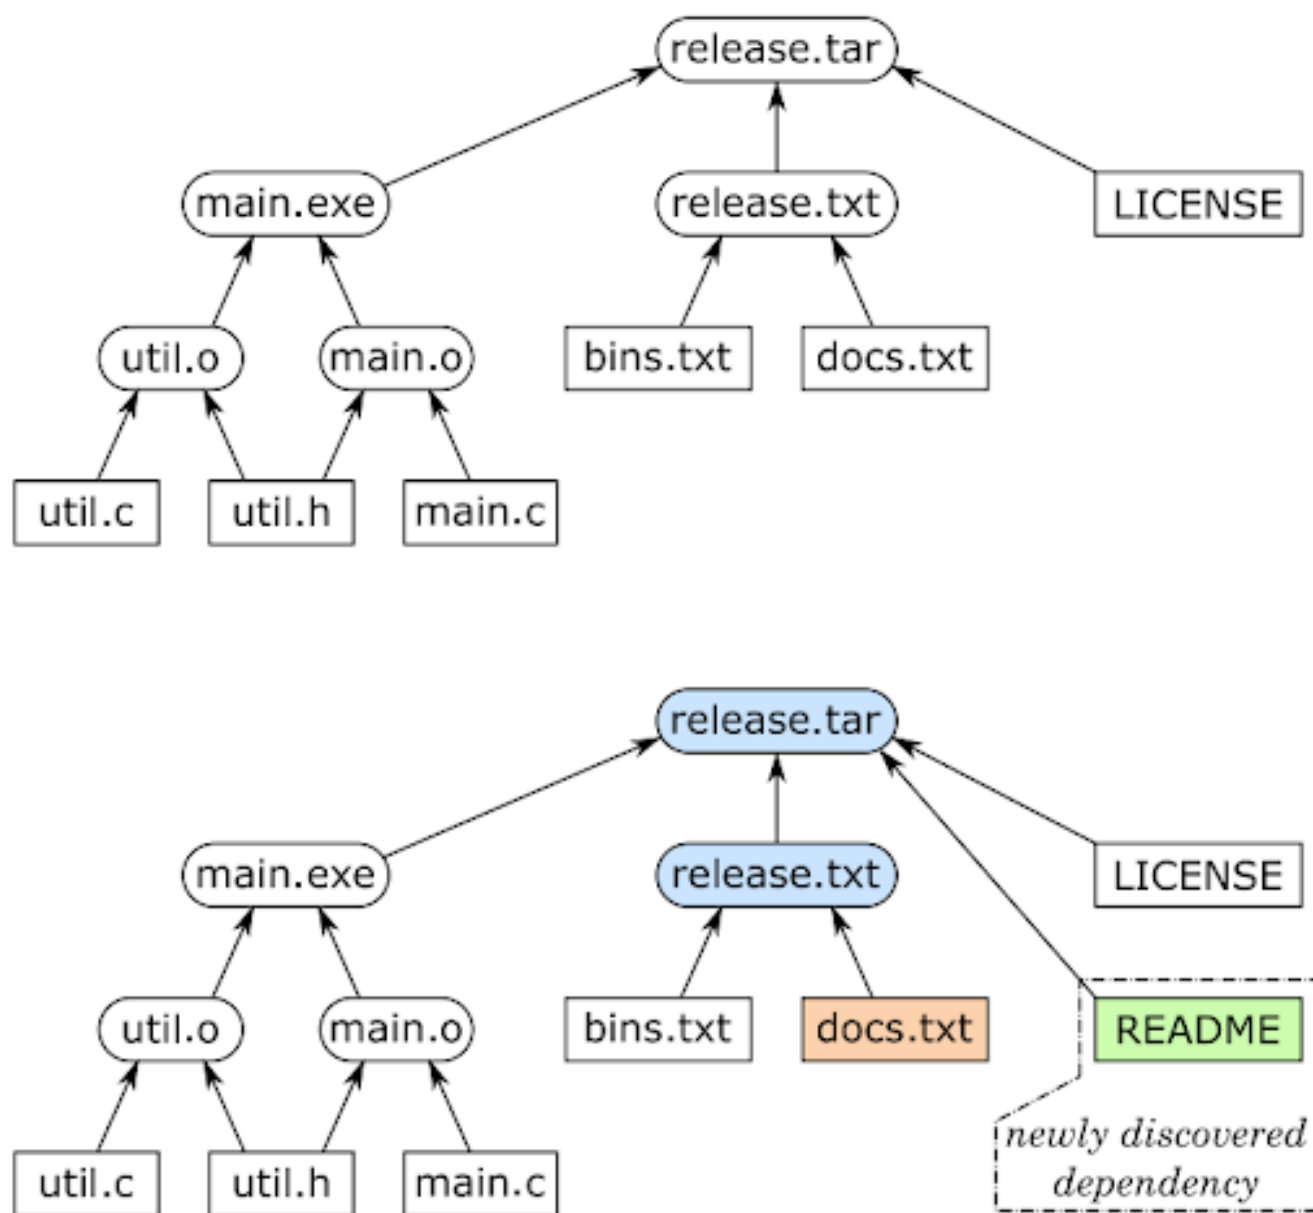 release.tar
main.exe
release.txt
LICENSE
util.o
main.o
bins.txt
docs.txt
util.c
util.h
main.c
release.tar
main.exe
release.txt
LICENSE
util.o
main.o
bins.txt
docs.txt
README
newly discovered
dependency
util.c
util.h
main.c